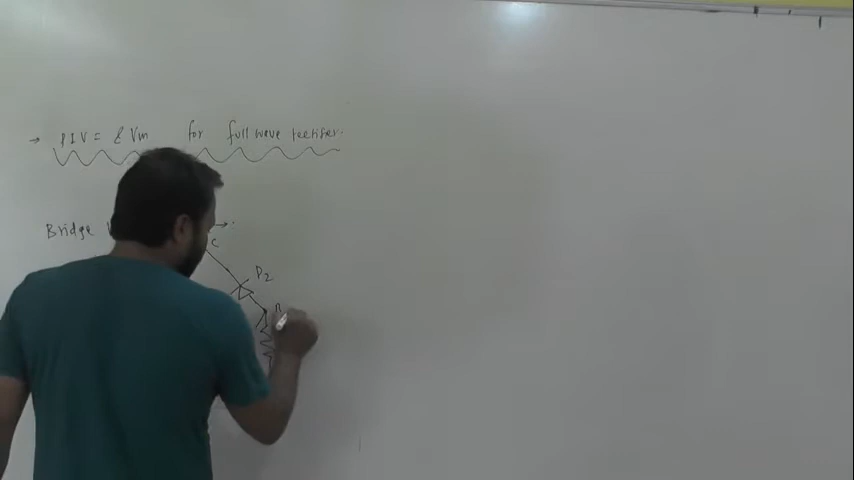 → PIV = 2 Vm for full wave rectifier.
Bridge
C
D2